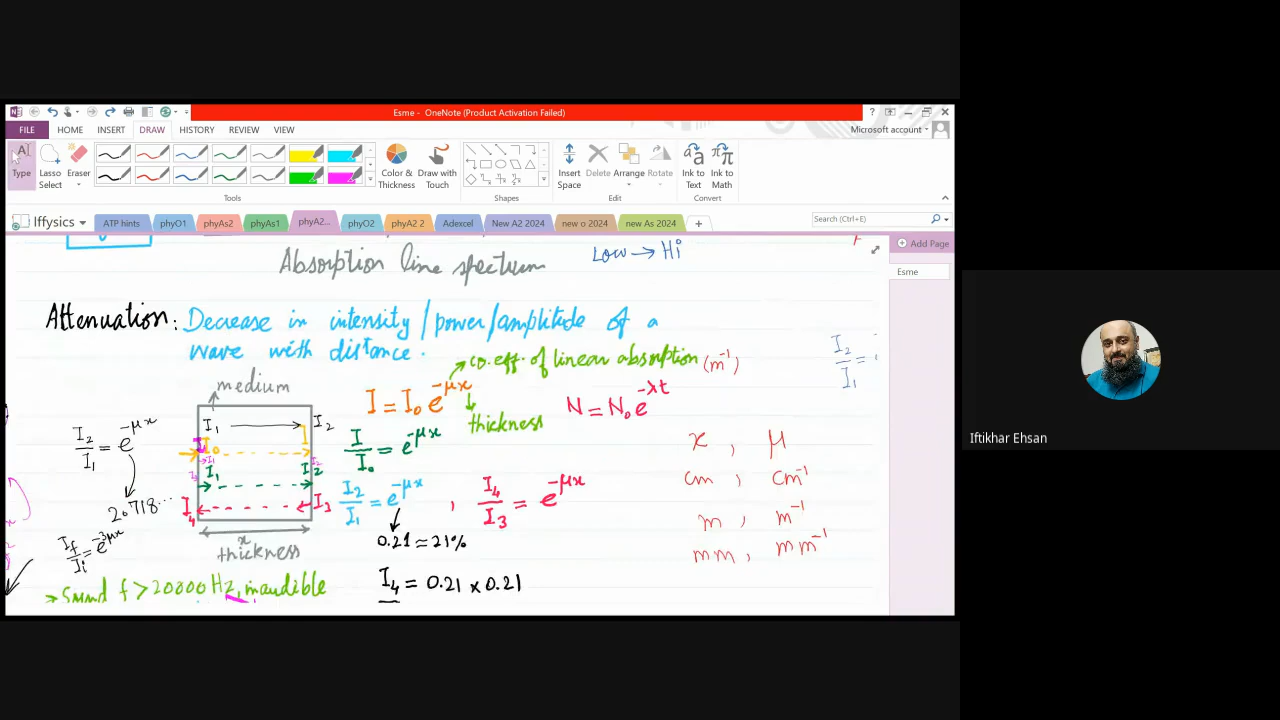 Esme - OneNote (Product Activation Failed)
FILE HOME INSERT DRAW HISTORY REVIEW VIEW
Microsoft account
Type
Lasso Select
Eraser
Color & Thickness
Draw with Touch
Insert Space
Delete
Arrange
Rotate
Ink to Text
Ink to Math
Tools
Shapes
Edit
Convert
Iffysics
ATP hints phyO1 phyAs2 phyAs1 phyA2... phyO2 phyA2 2 Adexcel New A2 2024 new o 2024 new As 2024
Search (Ctrl+E)
Add Page
Esme
Absorption line spectrum
Low → Hi
Attenuation: Decrease in intensity/power/amplitude of a
wave with distance.
co.eff. of linear absorption (m⁻¹)
I₂/I₁ =
medium
I = I₀ e^-μx
thickness
N = N₀ e^-λt
I₁ → I₂
I₂/I₁ = e^-μx
I₀ I
I/I₀ = e^-μx
x , μ
I₁ I₂
cm , cm⁻¹
2.718...
I₄ I₃
I₂/I₁ = e^-μx , I₄/I₃ = e^-μx
m , m⁻¹
x
thickness
0.21 = 21%
mm , mm⁻¹
If/Ii = e^-3μx
→ Sound f > 20000 Hz, inaudible
I₄ = 0.21 x 0.21
Iftikhar Ehsan